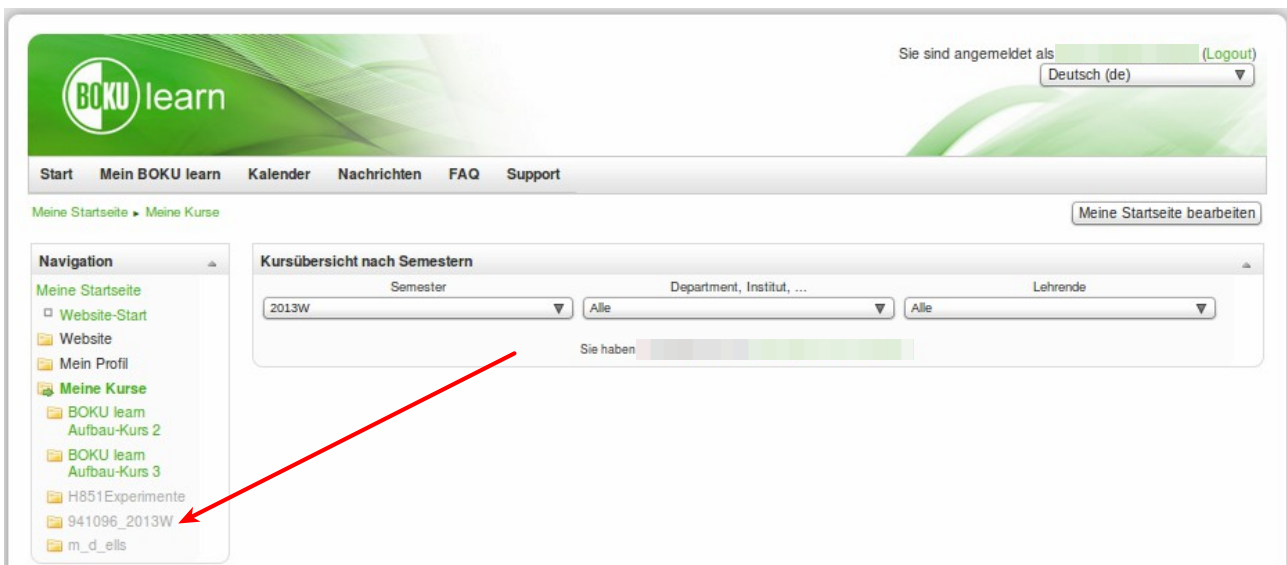 Sie sind angemeldet als (Logout)
BOKU learn
Deutsch (de)
Start Mein BOKU learn Kalender Nachrichten FAQ Support
Meine Startseite ▸ Meine Kurse
Meine Startseite bearbeiten
Navigation
Meine Startseite
Website-Start
Website
Mein Profil
Meine Kurse
BOKU learn
Aufbau-Kurs 2
BOKU learn
Aufbau-Kurs 3
H851Experimente
941096_2013W
m_d_ells
Kursübersicht nach Semestern
Semester Department, Institut, ... Lehrende
2013W Alle Alle
Sie haben